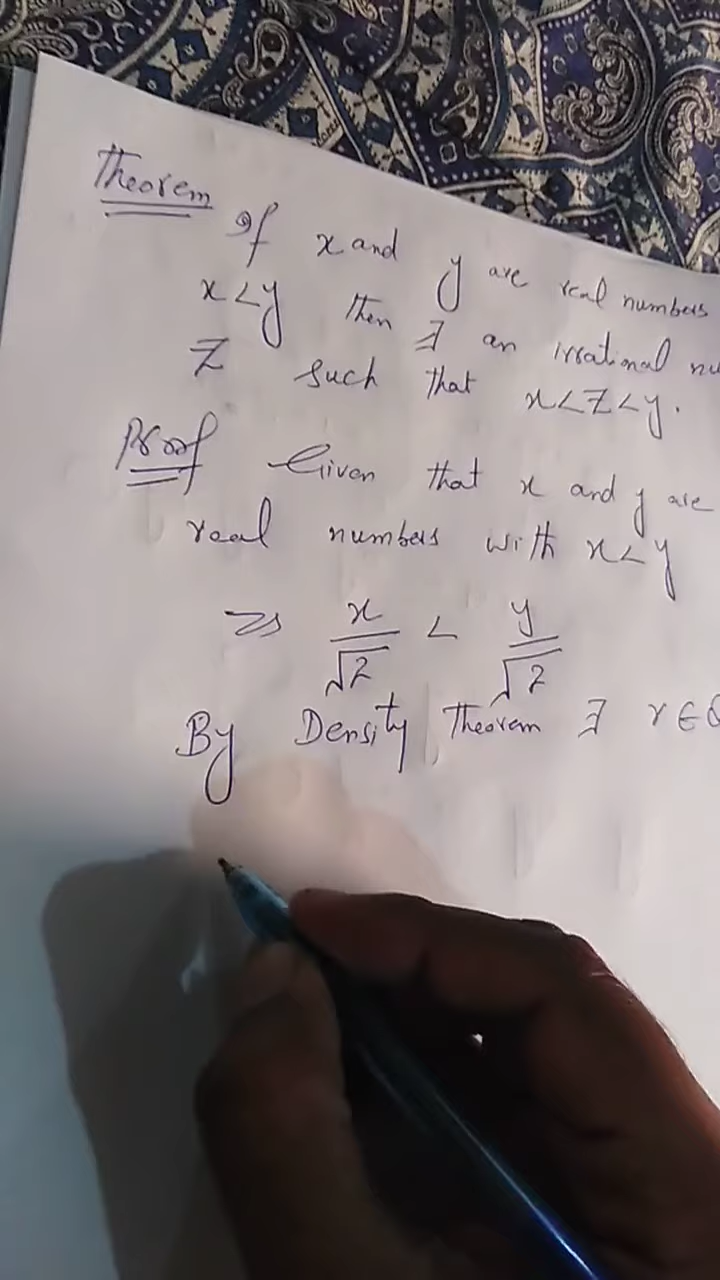 Theorem
If x and y are real numbers
x<y then ∃ an irrational
Z such that x<Z<y.
Proof Given that x and y are
real numbers with x<y
⇒ x/√2 < y/√2
By Density Theorem ∃ r∈Q